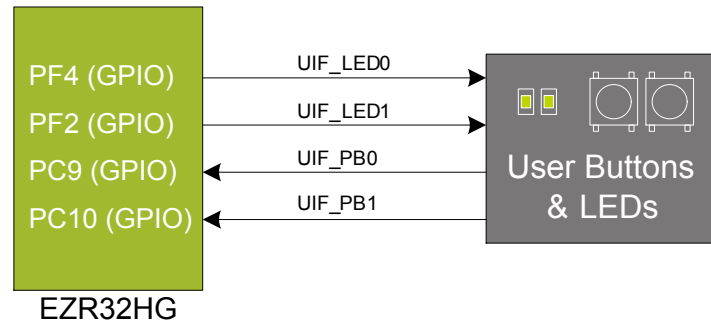 PF4 (GPIO)
PF2 (GPIO)
PC9 (GPIO)
PC10 (GPIO)
UIF_LED0
UIF_LED1
UIF_PB0
UIF_PB1
User Buttons
& LEDs
EZR32HG